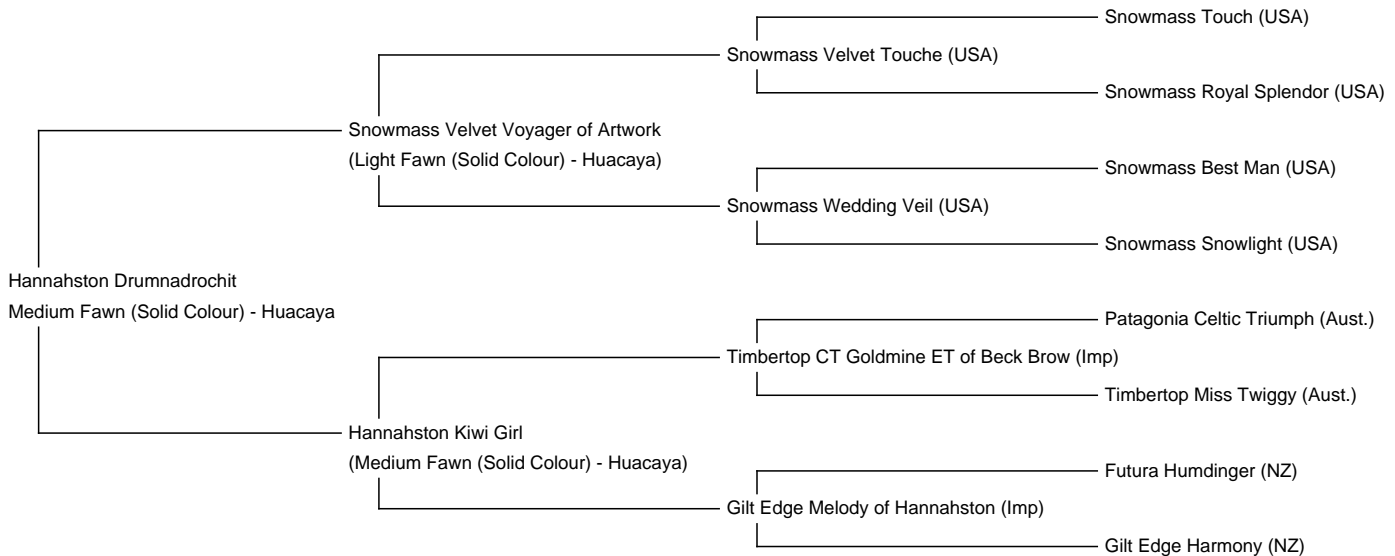 Snowmass Touch (USA)
Snowmass Velvet Touche (USA)
Snowmass Royal Splendor (USA)
Snowmass Velvet Voyager of Artwork
(Light Fawn (Solid Colour) - Huacaya)
Snowmass Best Man (USA)
Snowmass Wedding Veil (USA)
Snowmass Snowlight (USA)
Hannahston Drumnadrochit
Medium Fawn (Solid Colour) - Huacaya
Patagonia Celtic Triumph (Aust.)
Timbertop CT Goldmine ET of Beck Brow (Imp)
Timbertop Miss Twiggy (Aust.)
Hannahston Kiwi Girl
(Medium Fawn (Solid Colour) - Huacaya)
Futura Humdinger (NZ)
Gilt Edge Melody of Hannahston (Imp)
Gilt Edge Harmony (NZ)